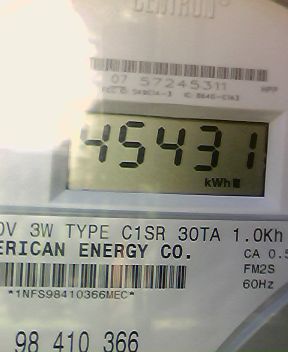 CENTRON®
07 57245311 HPP
45431
kWh
0V 3W TYPE C1SR 30TA 1.0Kh
ERICAN ENERGY CO.
CA 0.5
FM2S
60Hz
*1NFS98410366MEC*
98 410 366